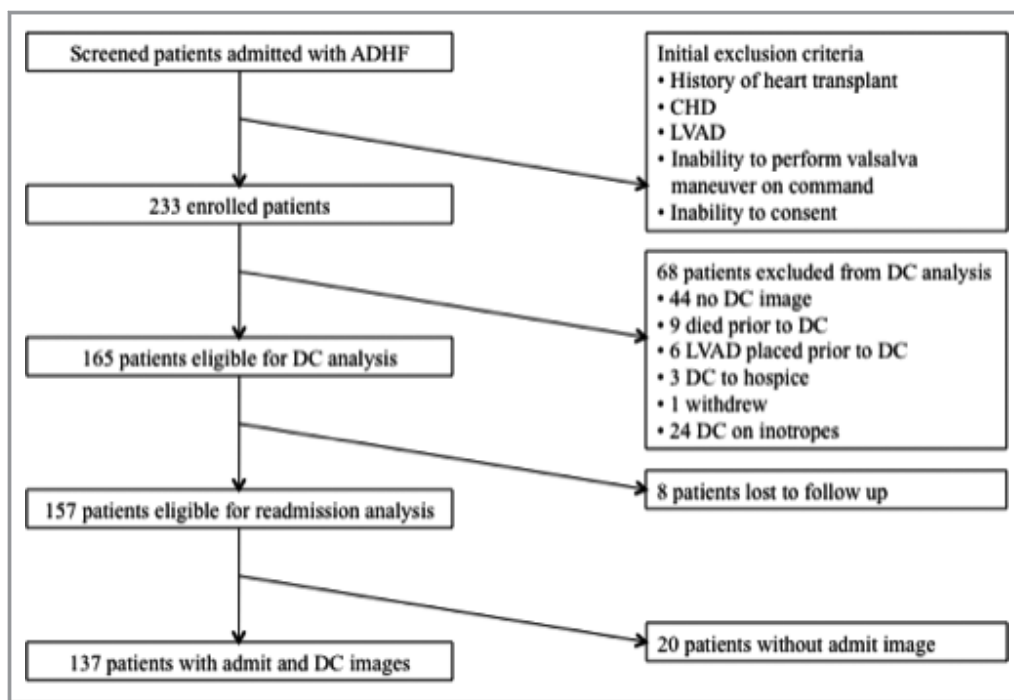 Screened patients admitted with ADHF
Initial exclusion criteria
• History of heart transplant
• CHD
• LVAD
• Inability to perform valsalva
maneuver on command
• Inability to consent
233 enrolled patients
68 patients excluded from DC analysis
• 44 no DC image
• 9 died prior to DC
• 6 LVAD placed prior to DC
• 3 DC to hospice
• 1 withdrew
• 24 DC on inotropes
165 patients eligible for DC analysis
8 patients lost to follow up
157 patients eligible for readmission analysis
20 patients without admit image
137 patients with admit and DC images